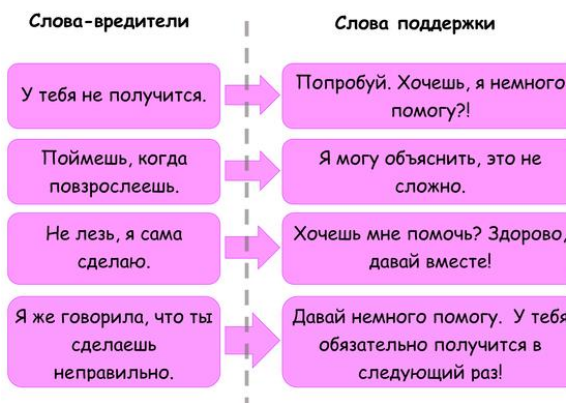 Слова-вредители
Слова поддержки
У тебя не получится.
Попробуй. Хочешь, я немного
помогу?!
Поймешь, когда
повзрослеешь.
Я могу объяснить, это не
сложно.
Не лезь, я сама
сделаю.
Хочешь мне помочь? Здорово,
давай вместе!
Я же говорила, что ты
сделаешь
неправильно.
Давай немного помогу. У тебя
обязательно получится в
следующий раз!